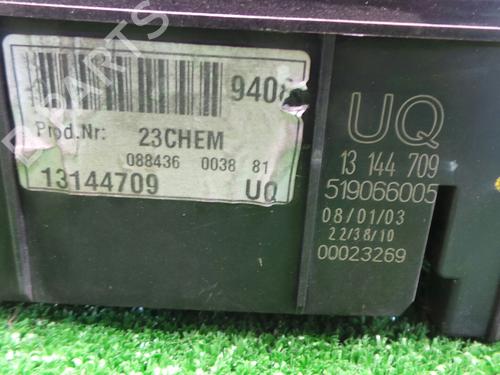 B-PARTS
9408
Prod.Nr: 23CHEM
088436 0038 81
13144709 UQ
UQ
13 144 709
519066005
08/01/03
22/38/10
00023269